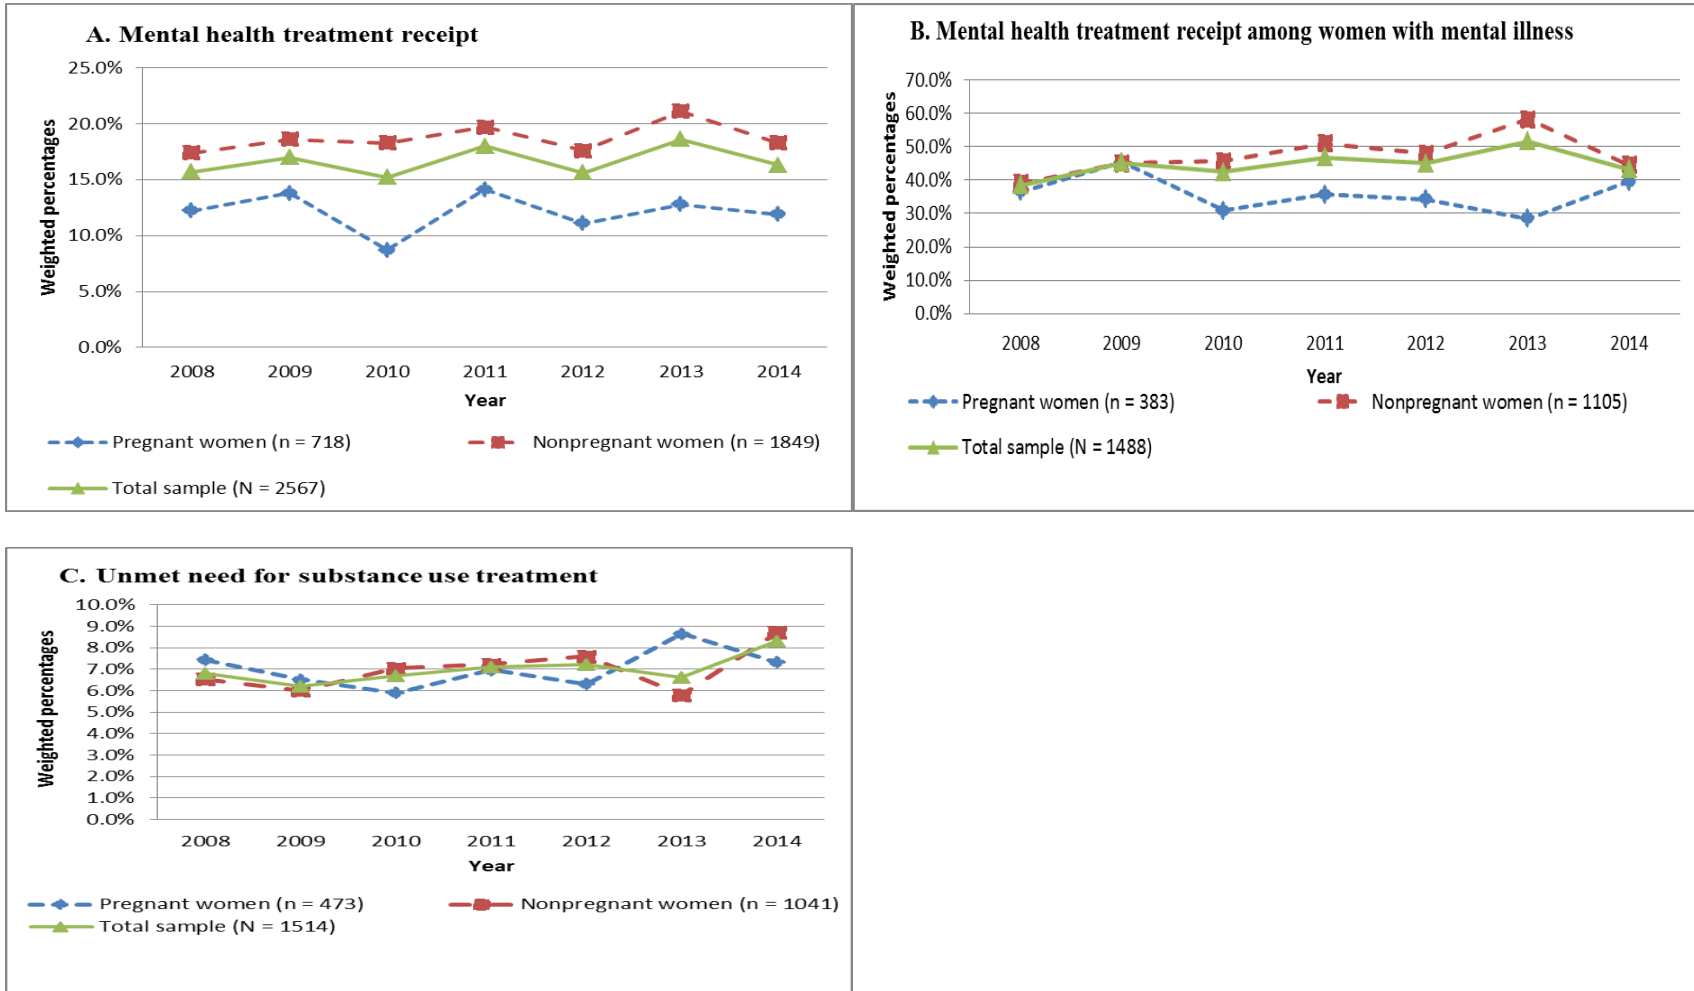 A. Mental health treatment receipt
Weighted percentages
25.0%
20.0%
15.0%
10.0%
5.0%
0.0%
2008 2009 2010 2011 2012 2013 2014
Year
Pregnant women (n = 718) Nonpregnant women (n = 1849)
Total sample (N = 2567)
B. Mental health treatment receipt among women with mental illness
Weighted percentages
70.0%
60.0%
50.0%
40.0%
30.0%
20.0%
10.0%
0.0%
2008 2009 2010 2011 2012 2013 2014
Year
Pregnant women (n = 383) Nonpregnant women (n = 1105)
Total sample (N = 1488)
C. Unmet need for substance use treatment
Weighted percentages
10.0%
9.0%
8.0%
7.0%
6.0%
5.0%
4.0%
3.0%
2.0%
1.0%
0.0%
2008 2009 2010 2011 2012 2013 2014
Year
Pregnant women (n = 473) Nonpregnant women (n = 1041)
Total sample (N = 1514)